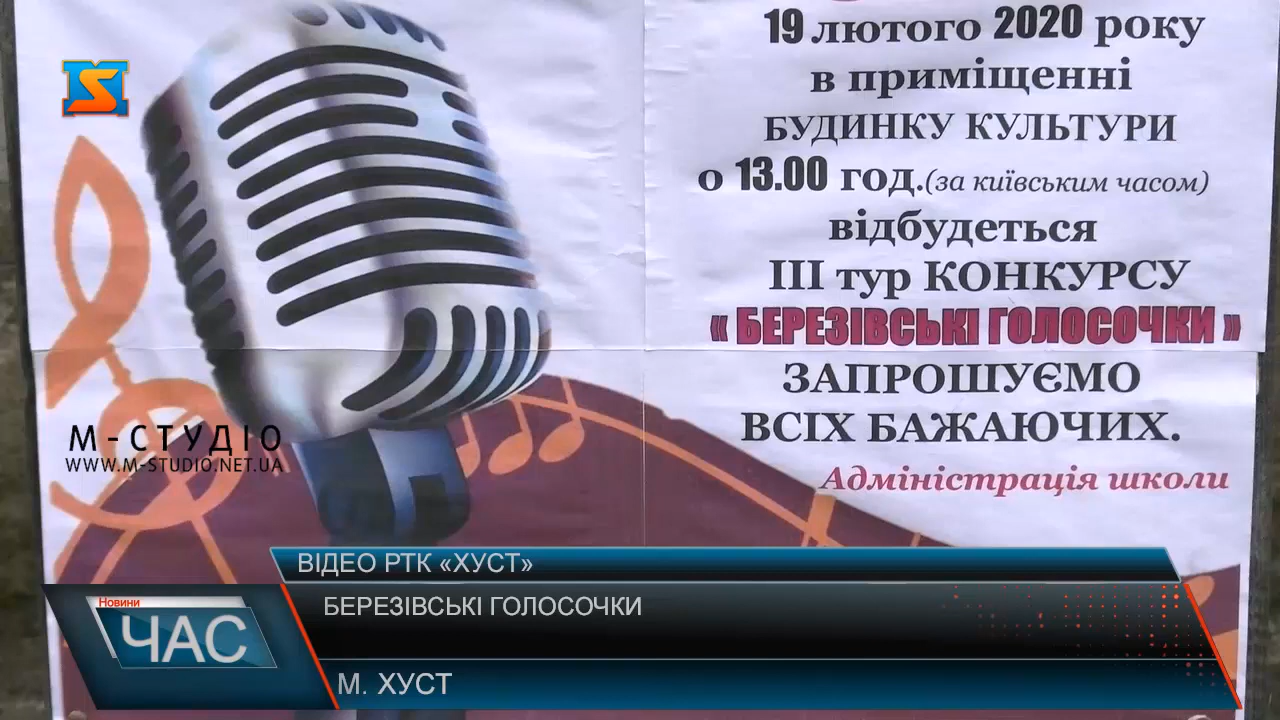 19 лютого 2020 року
в приміщенні
БУДИНКУ КУЛЬТУРИ
о 13.00 год.(за київським часом)
відбудеться
ІІІ тур КОНКУРСУ
« БЕРЕЗІВСЬКІ ГОЛОСОЧКИ »
ЗАПРОШУЄМО
ВСІХ БАЖАЮЧИХ.
Адміністрація школи
М-СТУДІО
WWW.M-STUDIO.NET.UA
ВІДЕО РТК «ХУСТ»
Новини
ЧАС
БЕРЕЗІВСЬКІ ГОЛОСОЧКИ
М. ХУСТ